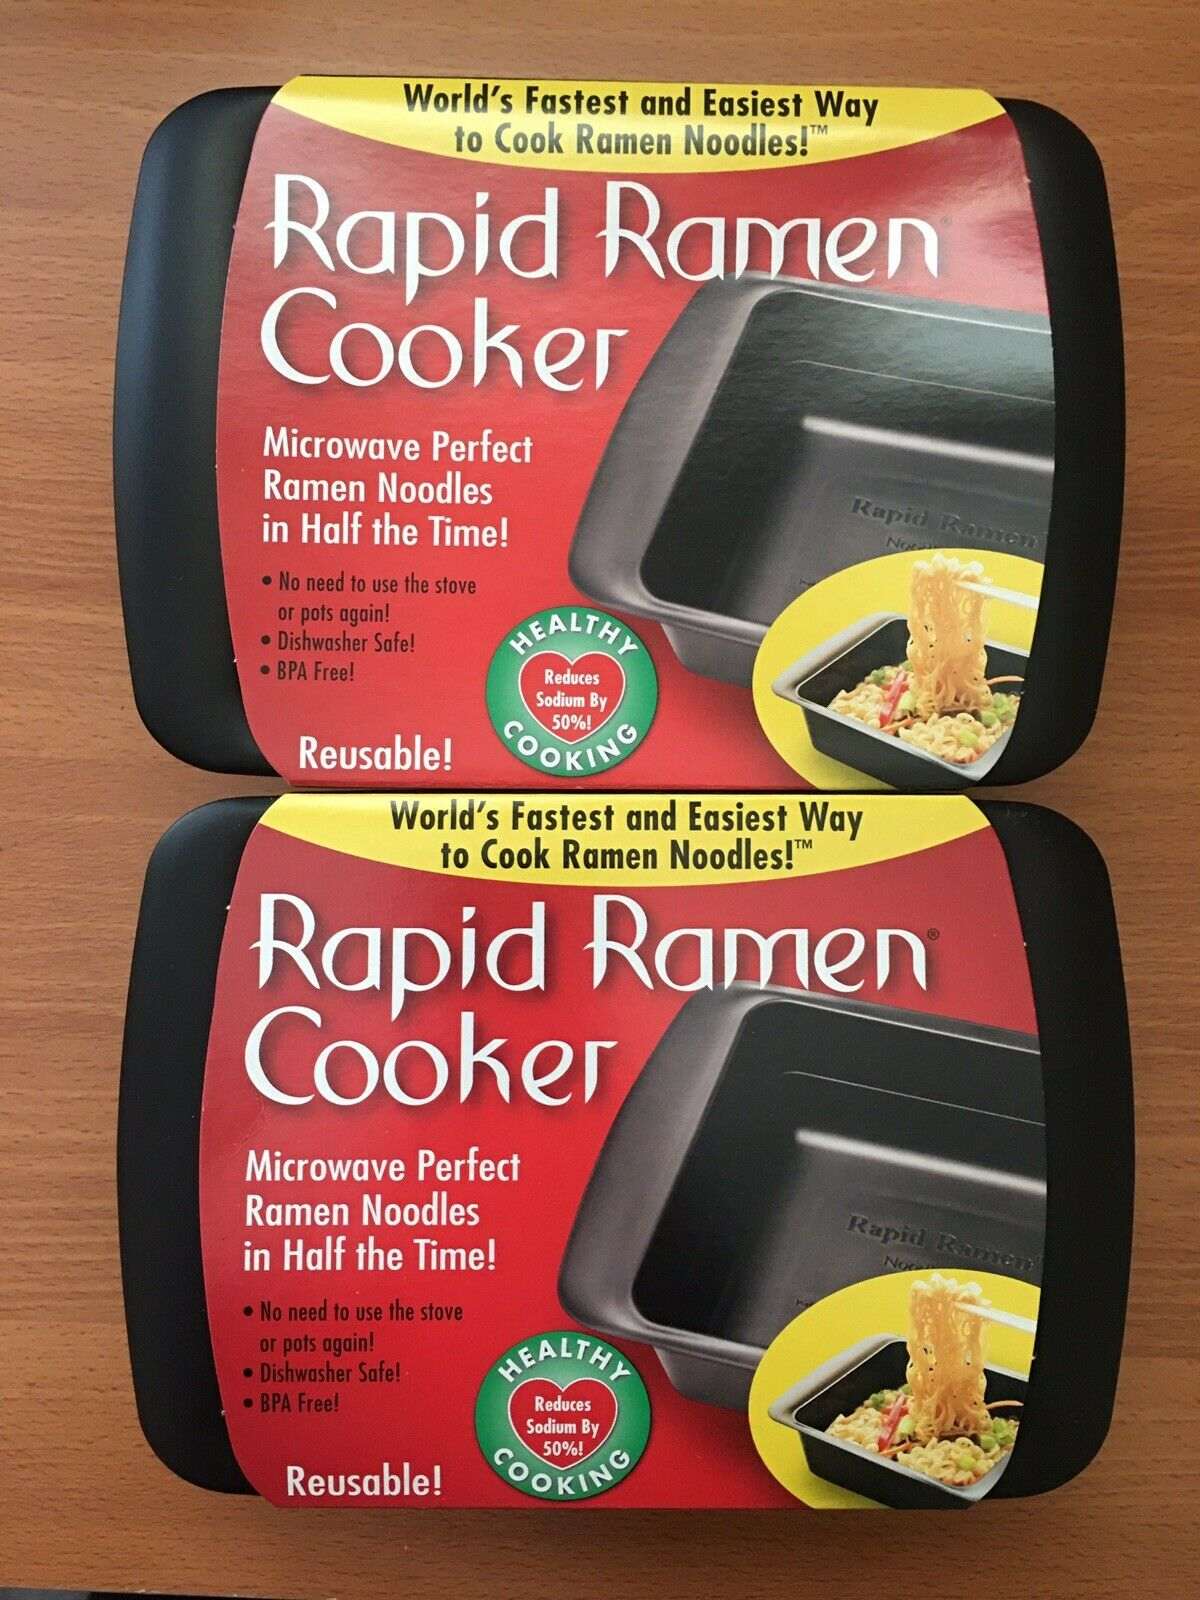 World's Fastest and Easiest Way
to Cook Ramen Noodles!™
Rapid Ramen®
Cooker
Microwave Perfect
Ramen Noodles
in Half the Time!
• No need to use the stove
or pots again!
• Dishwasher Safe!
• BPA Free!
Reusable!
HEALTHY
Reduces
Sodium By
50%!
COOKING
Rapid Ramen
World's Fastest and Easiest Way
to Cook Ramen Noodles!™
Rapid Ramen®
Cooker
Microwave Perfect
Ramen Noodles
in Half the Time!
• No need to use the stove
or pots again!
• Dishwasher Safe!
• BPA Free!
Reusable!
HEALTHY
Reduces
Sodium By
50%!
COOKING
Rapid Ramen